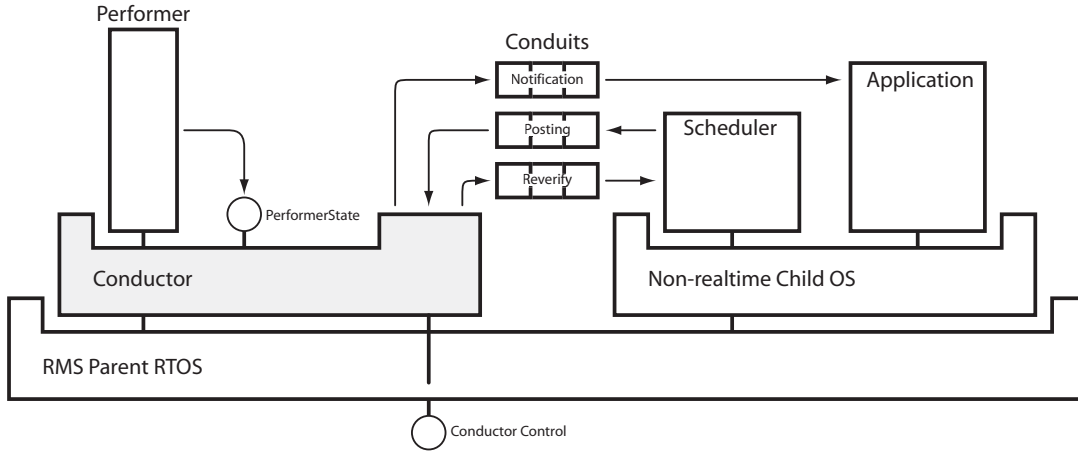 Performer
Conduits
Notification
Application
Posting
Scheduler
Reverify
PerformerState
Conductor
Non-realtime Child OS
RMS Parent RTOS
Conductor Control